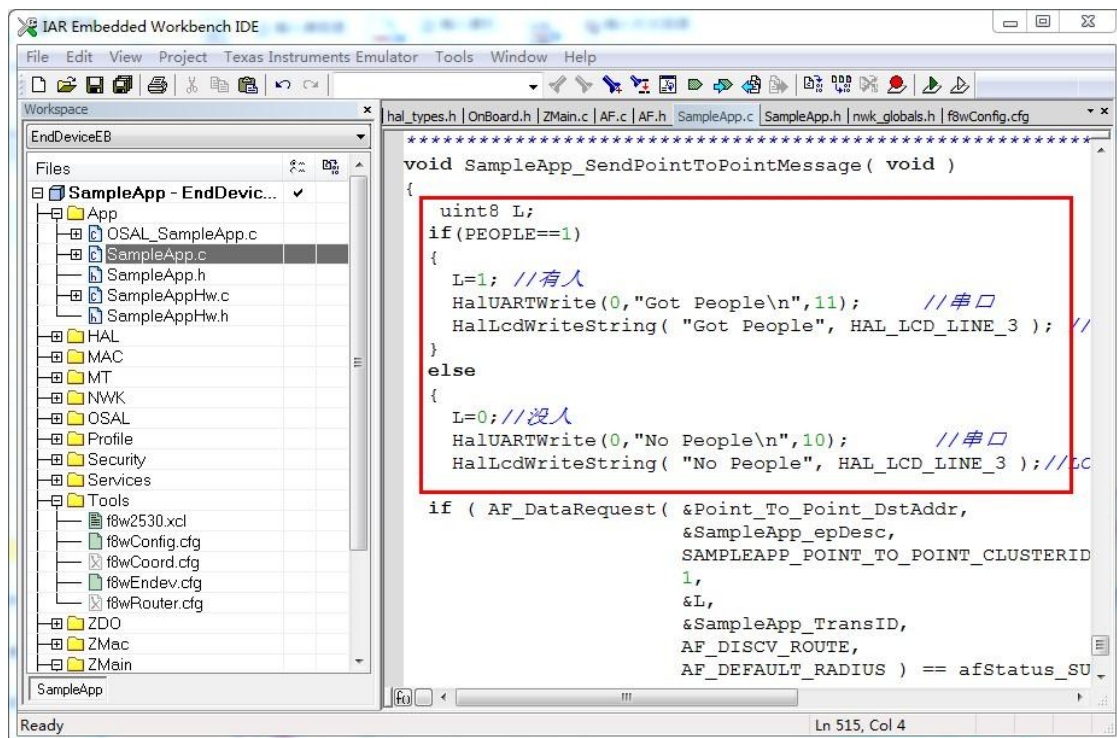 IAR Embedded Workbench IDE
File Edit View Project Texas Instruments Emulator Tools Window Help
Workspace
EndDeviceEB
Files
SampleApp - EndDevic...
App
OSAL_SampleApp.c
SampleApp.c
SampleApp.h
SampleAppHw.c
SampleAppHw.h
HAL
MAC
MT
NWK
OSAL
Profile
Security
Services
Tools
f8w2530.xcl
f8wConfig.cfg
f8wCoord.cfg
f8wEndev.cfg
f8wRouter.cfg
ZDO
ZMac
ZMain
SampleApp
hal_types.h | OnBoard.h | ZMain.c | AF.c | AF.h | SampleApp.c | SampleApp.h | nwk_globals.h | f8wConfig.cfg
void SampleApp_SendPointToPointMessage( void )
{
uint8 L;
if(PEOPLE==1)
{
L=1; //有人
HalUARTWrite(0,"Got People\n",11); //串口
HalLcdWriteString( "Got People", HAL_LCD_LINE_3 ); //
}
else
{
L=0;//没人
HalUARTWrite(0,"No People\n",10); //串口
HalLcdWriteString( "No People", HAL_LCD_LINE_3 );//LC
if ( AF_DataRequest( &Point_To_Point_DstAddr,
&SampleApp_epDesc,
SAMPLEAPP_POINT_TO_POINT_CLUSTERID
1,
&L,
&SampleApp_TransID,
AF_DISCV_ROUTE,
AF_DEFAULT_RADIUS ) == afStatus_SU
Ready
Ln 515, Col 4